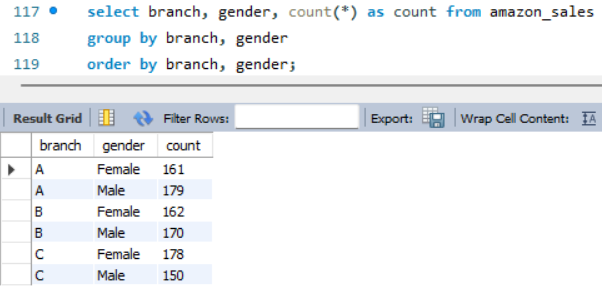 117 select branch, gender, count(*) as count from amazon_sales
118 group by branch, gender
119 order by branch, gender;
Result Grid Filter Rows: Export: Wrap Cell Content: IA
branch gender count
A Female 161
A Male 179
B Female 162
B Male 170
C Female 178
C Male 150